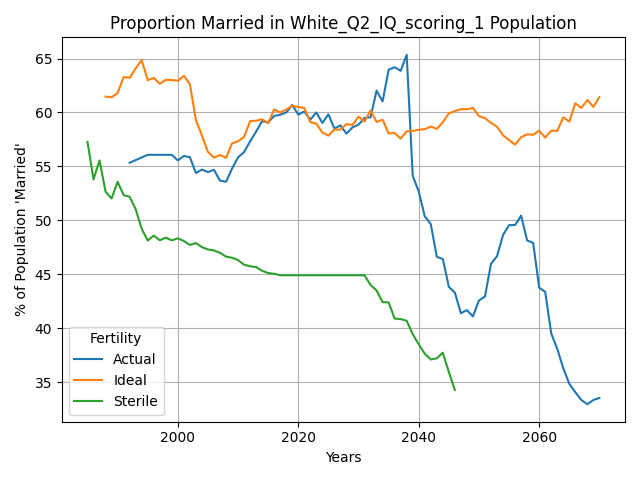 Proportion Married in White_Q2_IQ_scoring_1 Population
% of Population 'Married'
65
60
55
50
45
40
35
Fertility
Actual
Ideal
Sterile
2000
2020
2040
2060
Years